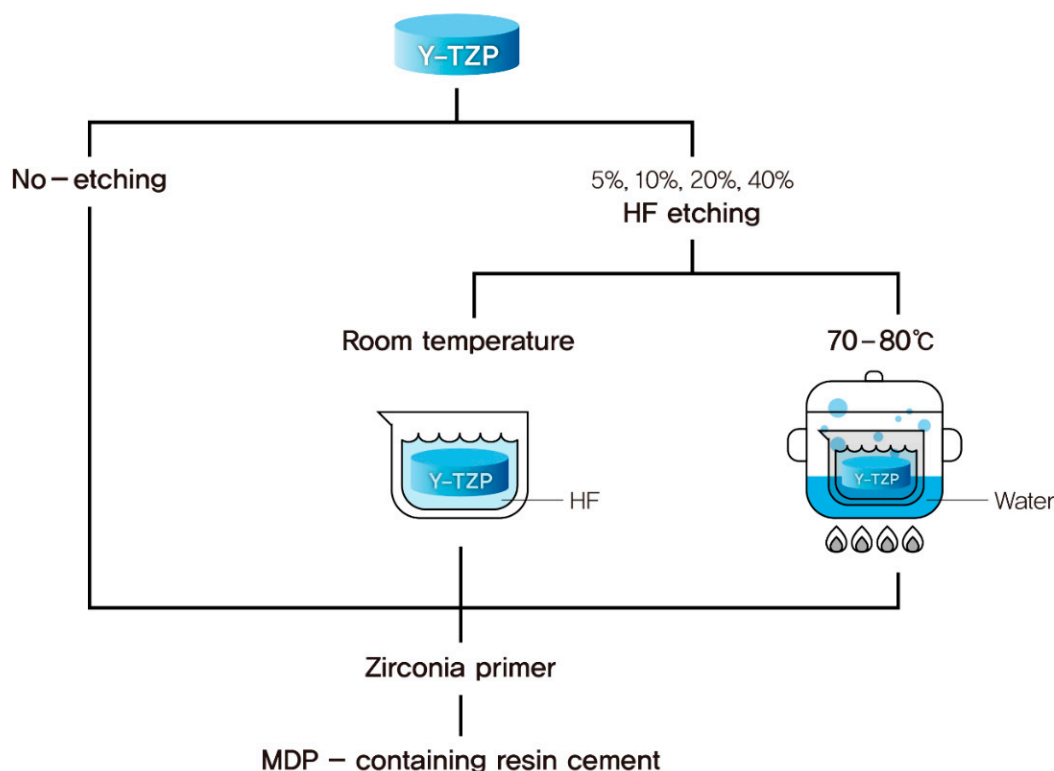 Y-TZP
No-etching
5%, 10%, 20%, 40%
HF etching
Room temperature
70-80℃
Y-TZP
HF
Y-TZP
Water
Zirconia primer
MDP - containing resin cement